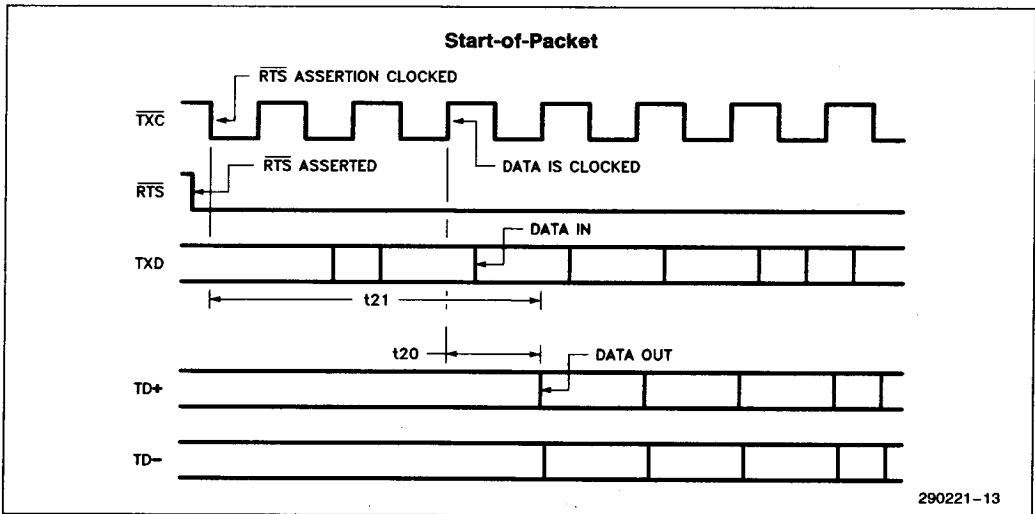 Start-of-Packet
RTS ASSERTION CLOCKED
TXC
RTS ASSERTED
DATA IS CLOCKED
RTS
DATA IN
TXD
t21
t20
DATA OUT
TD+
TD−
290221–13